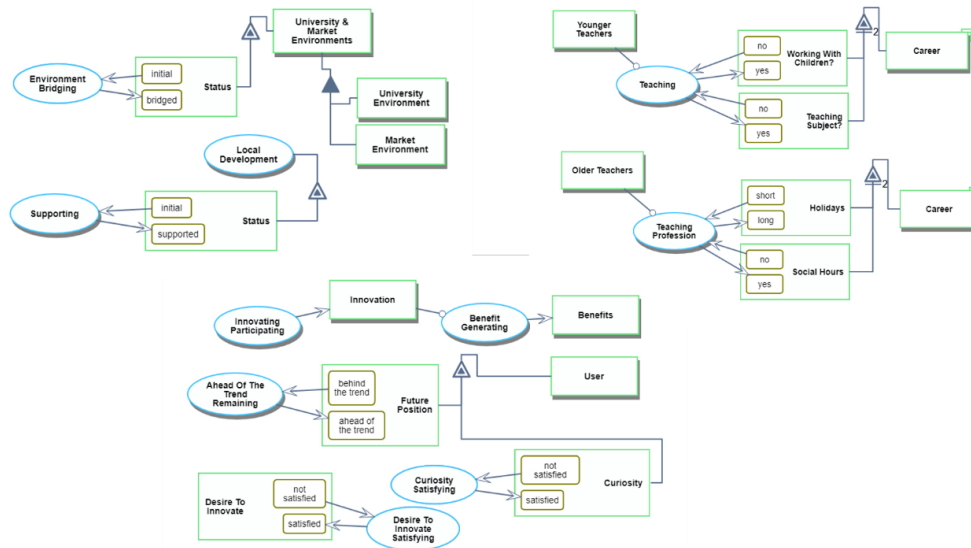 University &
Market
Environments
Environment
Bridging
initial
bridged
Status
University
Environment
Market
Environment
Local
Development
Supporting
initial
supported
Status
Younger
Teachers
Teaching
no
yes
Working With
Children?
no
yes
Teaching
Subject?
2
Career
Older Teachers
Teaching
Profession
short
long
Holidays
no
yes
Social Hours
2
Career
Innovating
Participating
Innovation
Benefit
Generating
Benefits
Ahead Of The
Trend
Remaining
behind
the trend
ahead of
the trend
Future
Position
User
Curiosity
Satisfying
not
satisfied
satisfied
Curiosity
Desire To
Innovate
not
satisfied
satisfied
Desire To
Innovate
Satisfying